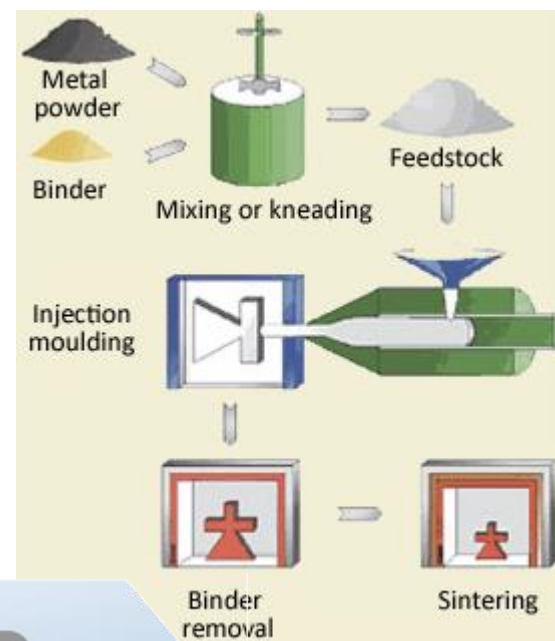 Metal
powder
Binder
Mixing or kneading
Feedstock
Injection
moulding
Binder
removal
Sintering